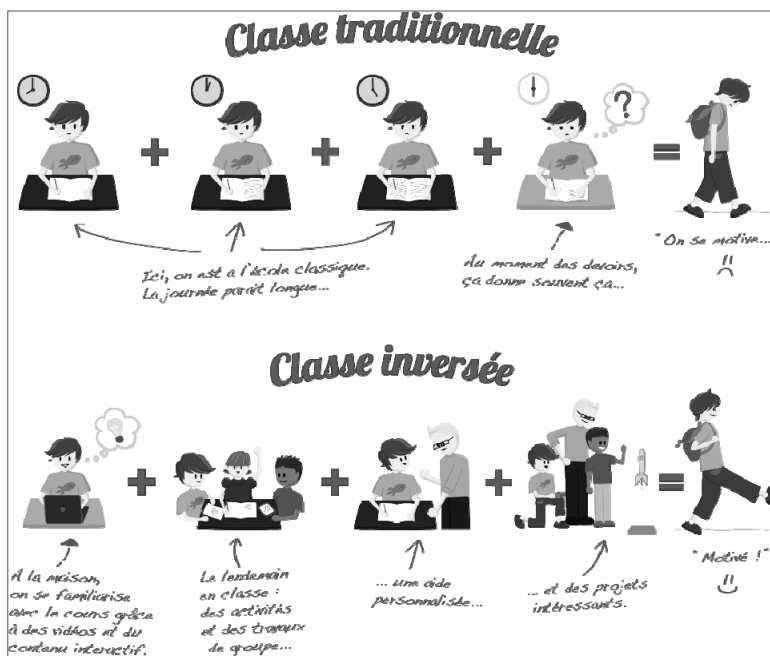 Classe traditionnelle
?
Ici, on est à l'école classique.
La journée paraît longue...
Au moment des devoirs,
ça donne souvent ça...
"On se motive...
Classe inversée
À la maison,
on se familiarise
avec le cours grâce
à des vidéos et du
contenu interactif.
Le lendemain
en classe :
des activités
et des travaux
de groupe...
... une aide
personnalisée...
... et des projets
intéressants.
"Motivé !"